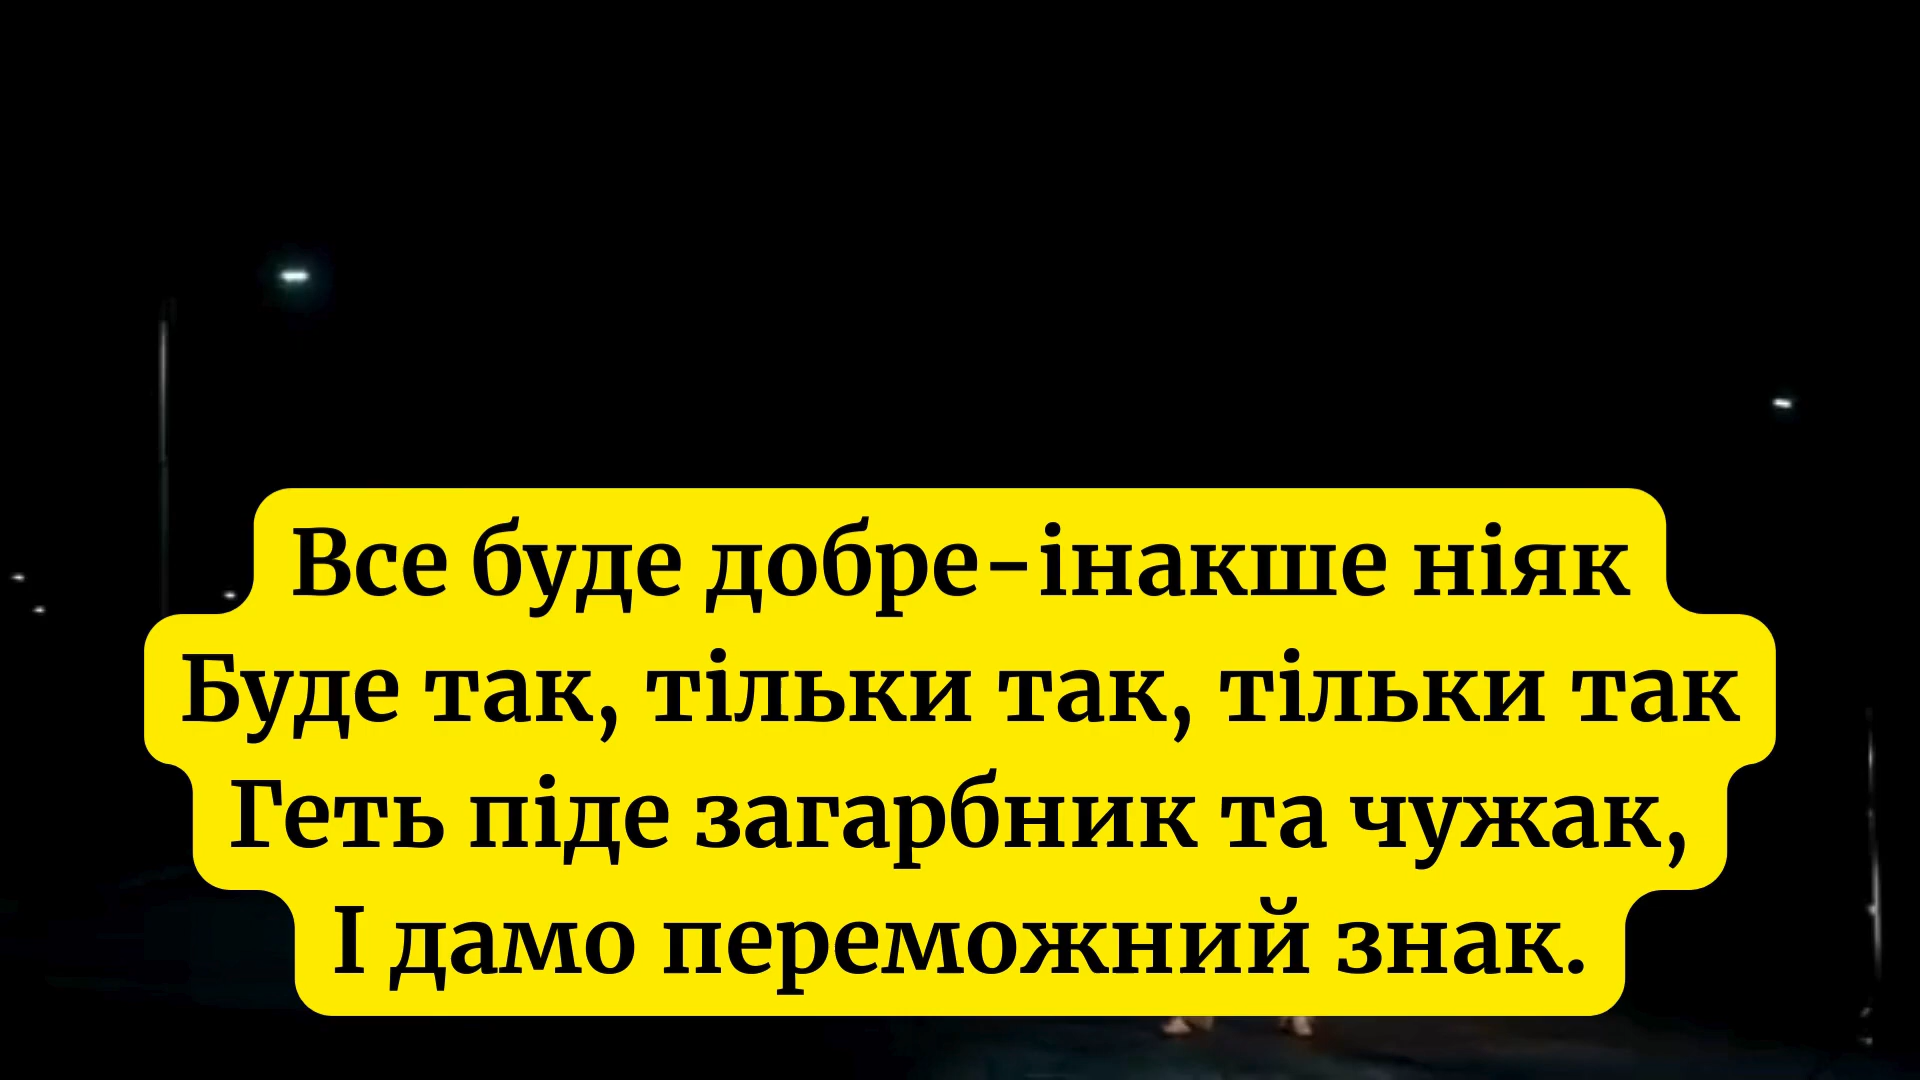 Все буде добре-інакше ніяк
Буде так, тільки так, тільки так
Геть піде загарбник та чужак,
І дамо переможний знак.